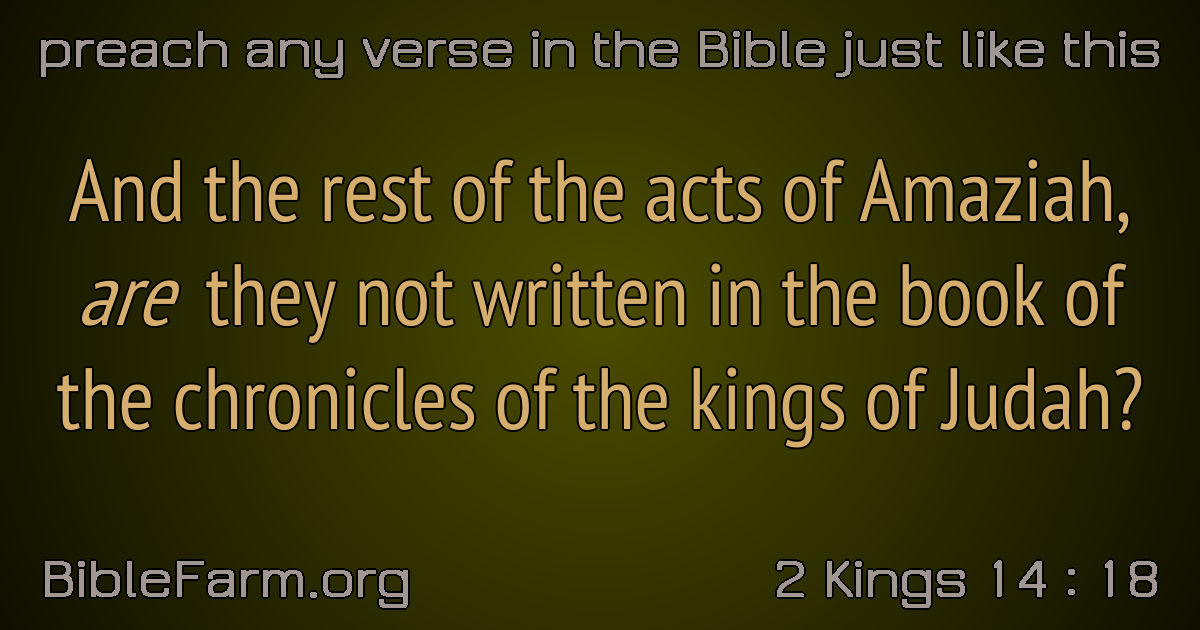 preach any verse in the Bible just like this
And the rest of the acts of Amaziah,
are they not written in the book of
the chronicles of the kings of Judah?
BibleFarm.org
2 Kings 14 : 18